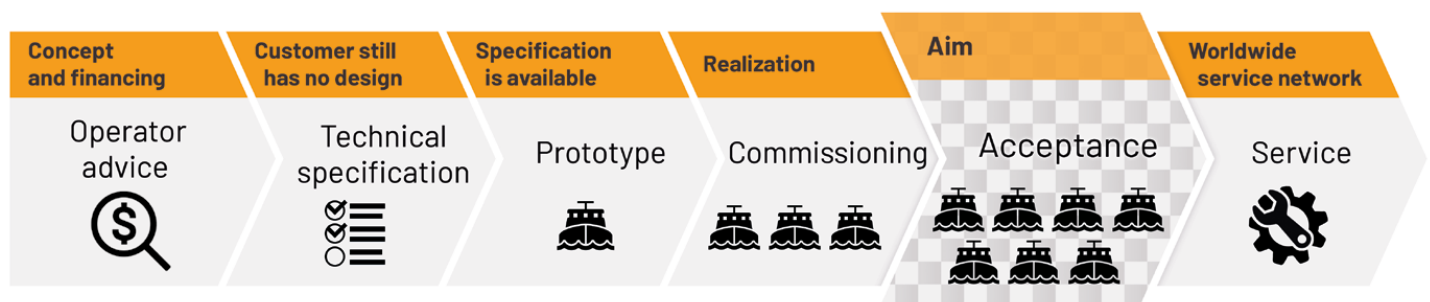 Concept
and financing
Operator
advice
$
Customer still
has no design
Technical
specification
Specification
is available
Prototype
Realization
Commissioning
Aim
Acceptance
Worldwide
service network
Service